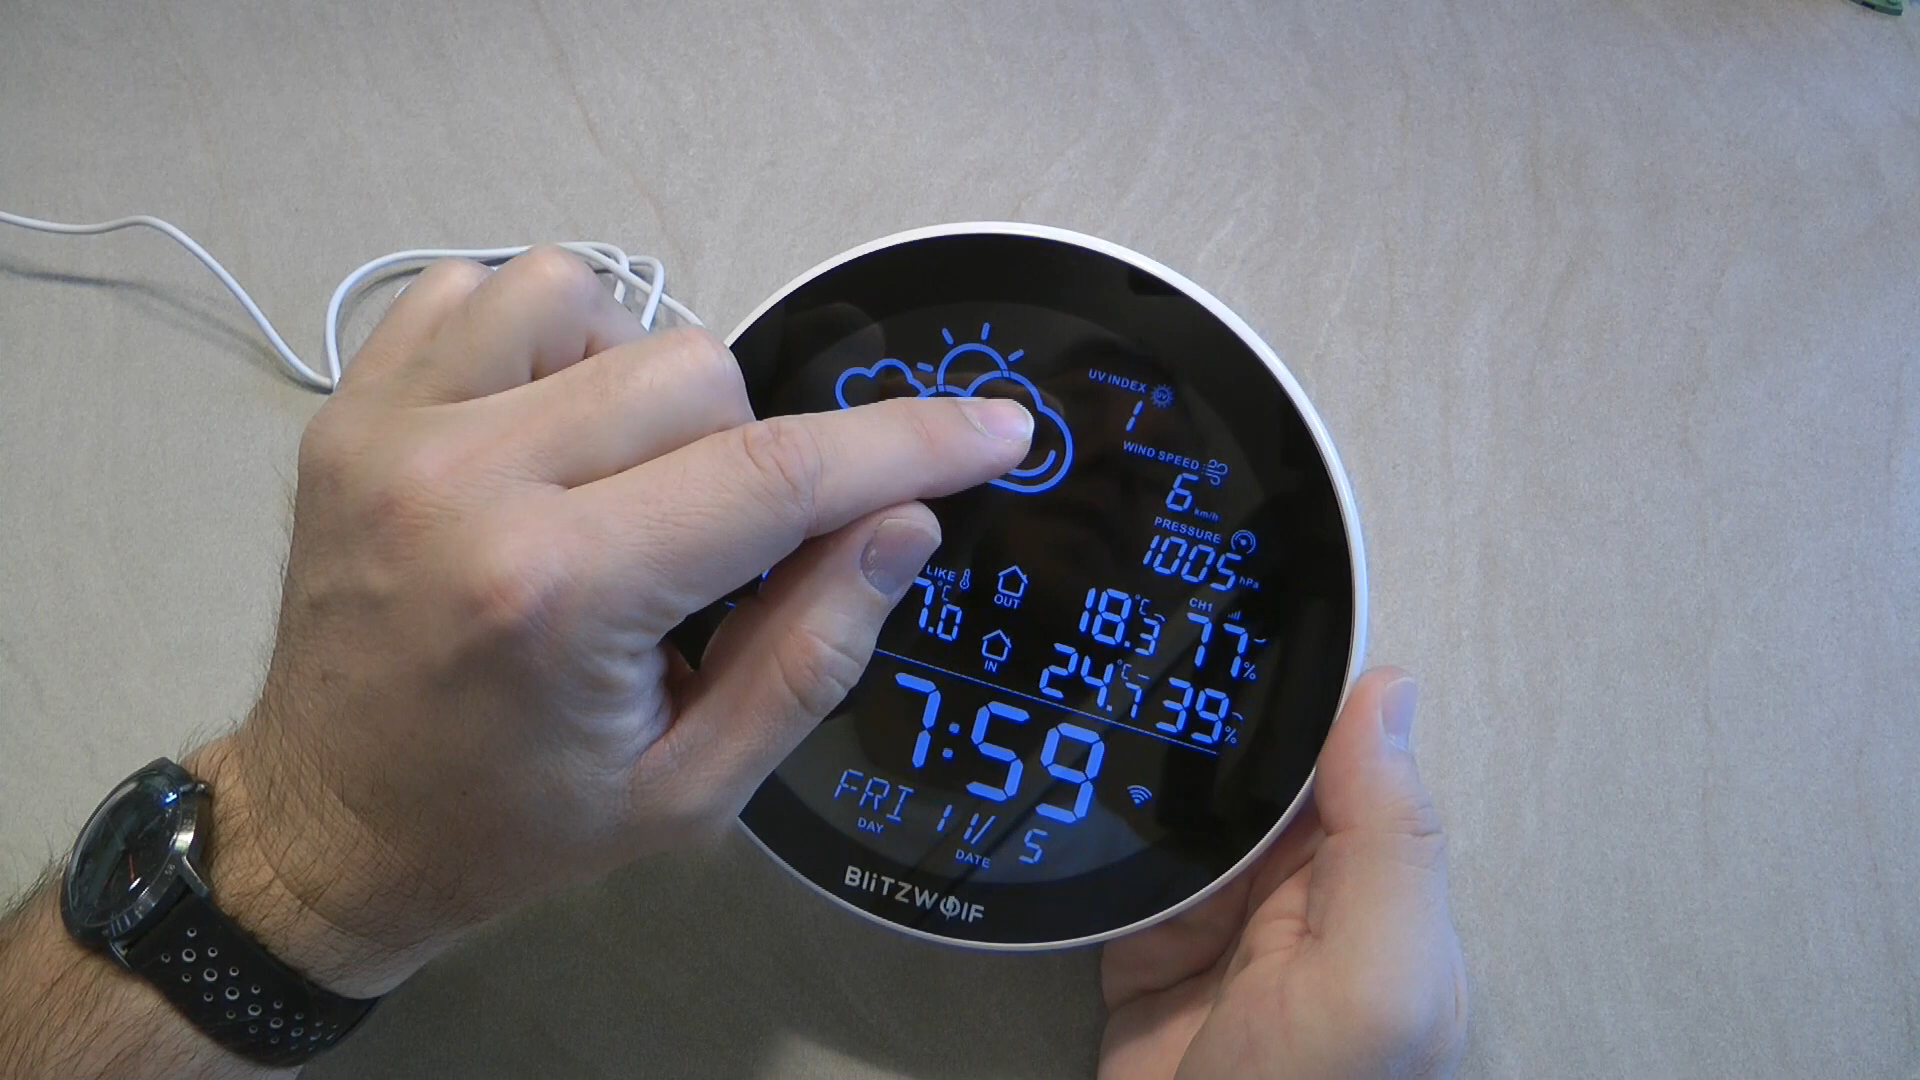 UV INDEX
UV
1
WIND SPEED
6 km/h
PRESSURE
1005 hPa
LIKE
7.0 °C
OUT
18.3 °C
CH1
77 %
IN
24.7 °C
39 %
7:59
FRI 11/ 5
DAY
DATE
BliTZWOlF